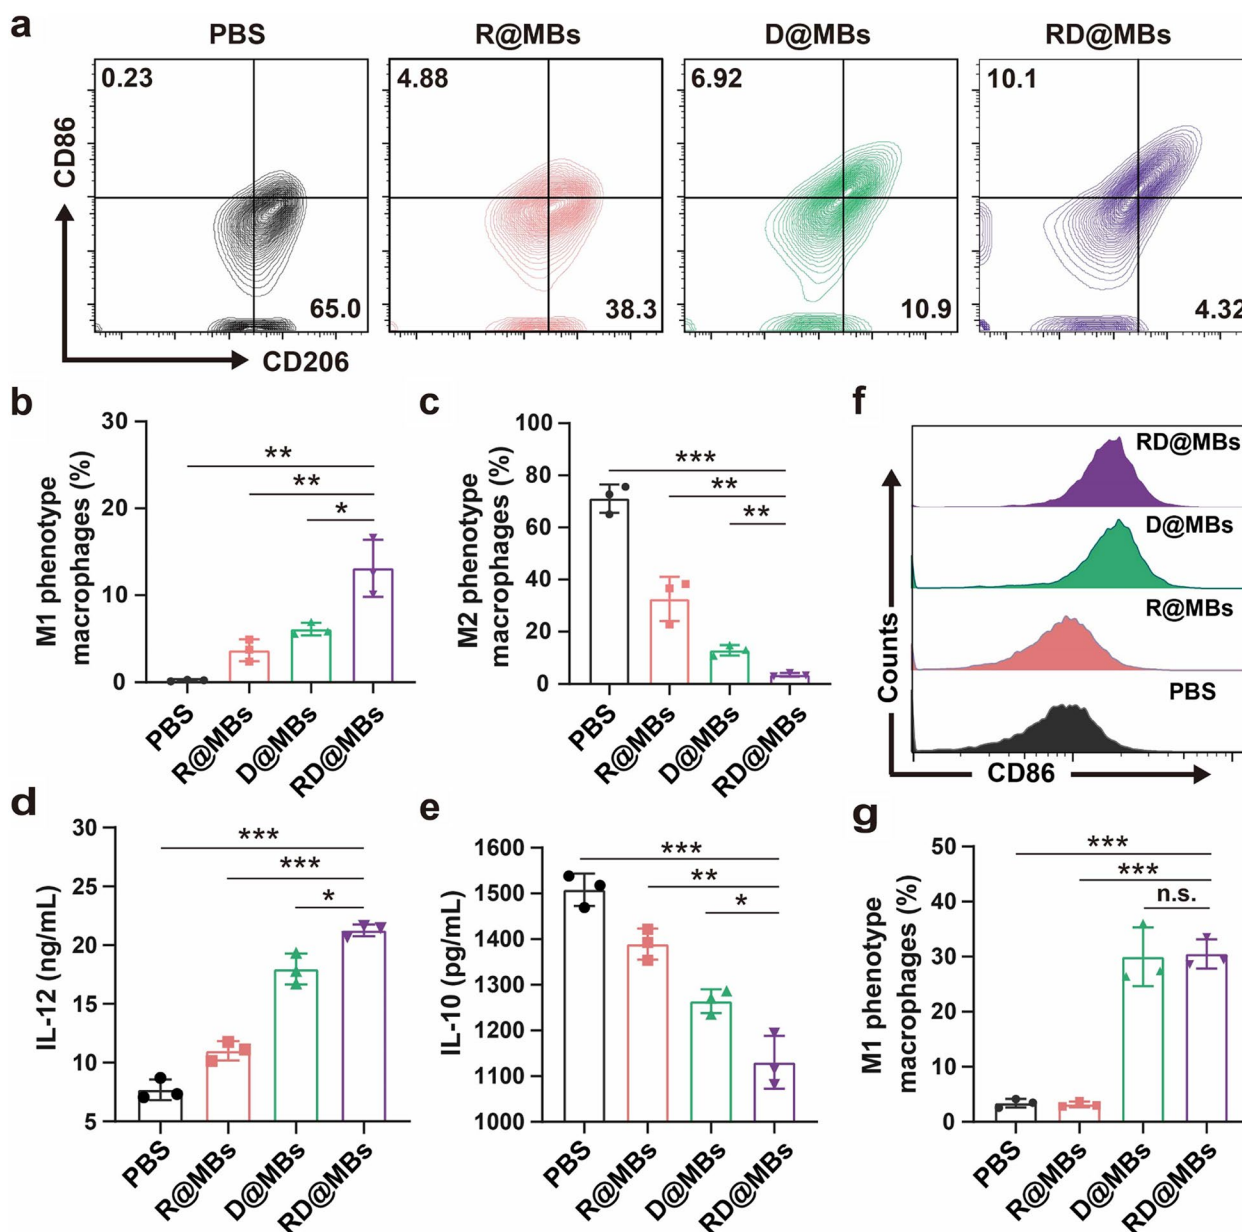 a
PBS
R@MBs
D@MBs
RD@MBs
0.23
4.88
6.92
10.1
CD86
65.0
38.3
10.9
4.32
CD206
b
M1 phenotype
macrophages (%)
30
20
10
0
**
**
*
PBS
R@MBs
D@MBs
RD@MBs
c
M2 phenotype
macrophages (%)
100
80
60
40
20
0
***
**
**
PBS
R@MBs
D@MBs
RD@MBs
f
RD@MBs
D@MBs
R@MBs
PBS
Counts
CD86
d
IL-12 (ng/mL)
30
25
20
15
10
5
***
***
*
PBS
R@MBs
D@MBs
RD@MBs
e
IL-10 (pg/mL)
1600
1500
1400
1300
1200
1100
1000
***
**
*
PBS
R@MBs
D@MBs
RD@MBs
g
M1 phenotype
macrophages (%)
50
40
30
20
10
0
***
***
n.s.
PBS
R@MBs
D@MBs
RD@MBs